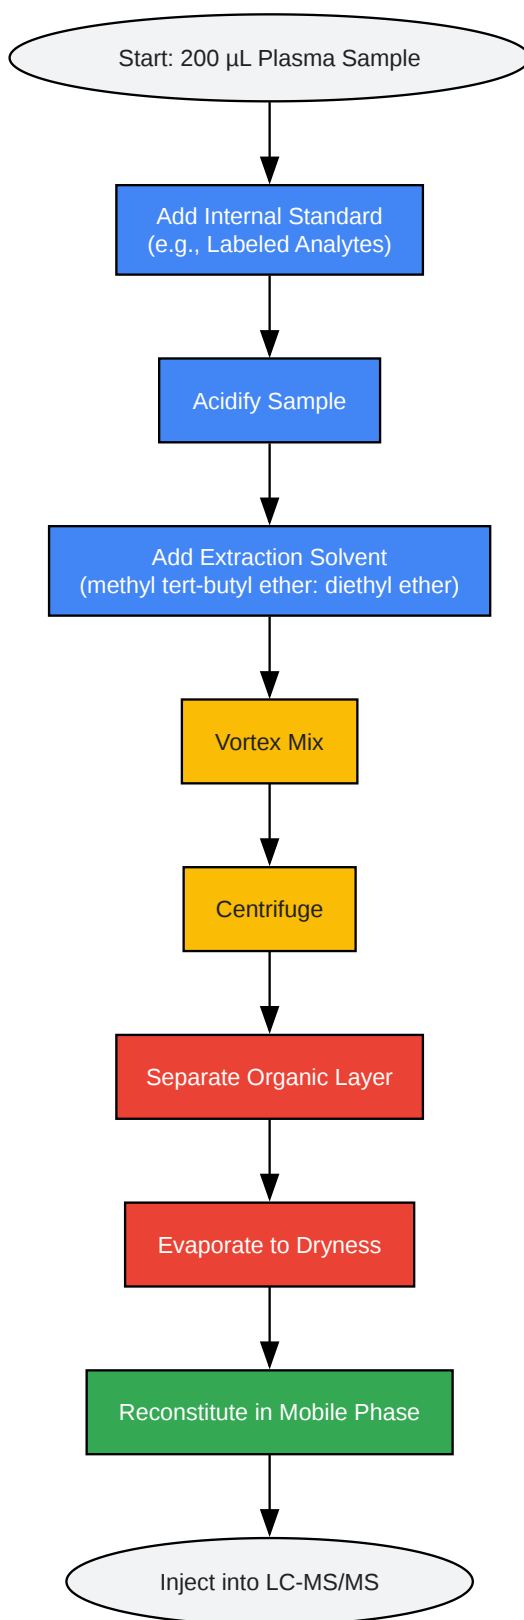 Start: 200 µL Plasma Sample
Add Internal Standard
(e.g., Labeled Analytes)
Acidify Sample
Add Extraction Solvent
(methyl tert-butyl ether: diethyl ether)
Vortex Mix
Centrifuge
Separate Organic Layer
Evaporate to Dryness
Reconstitute in Mobile Phase
Inject into LC-MS/MS